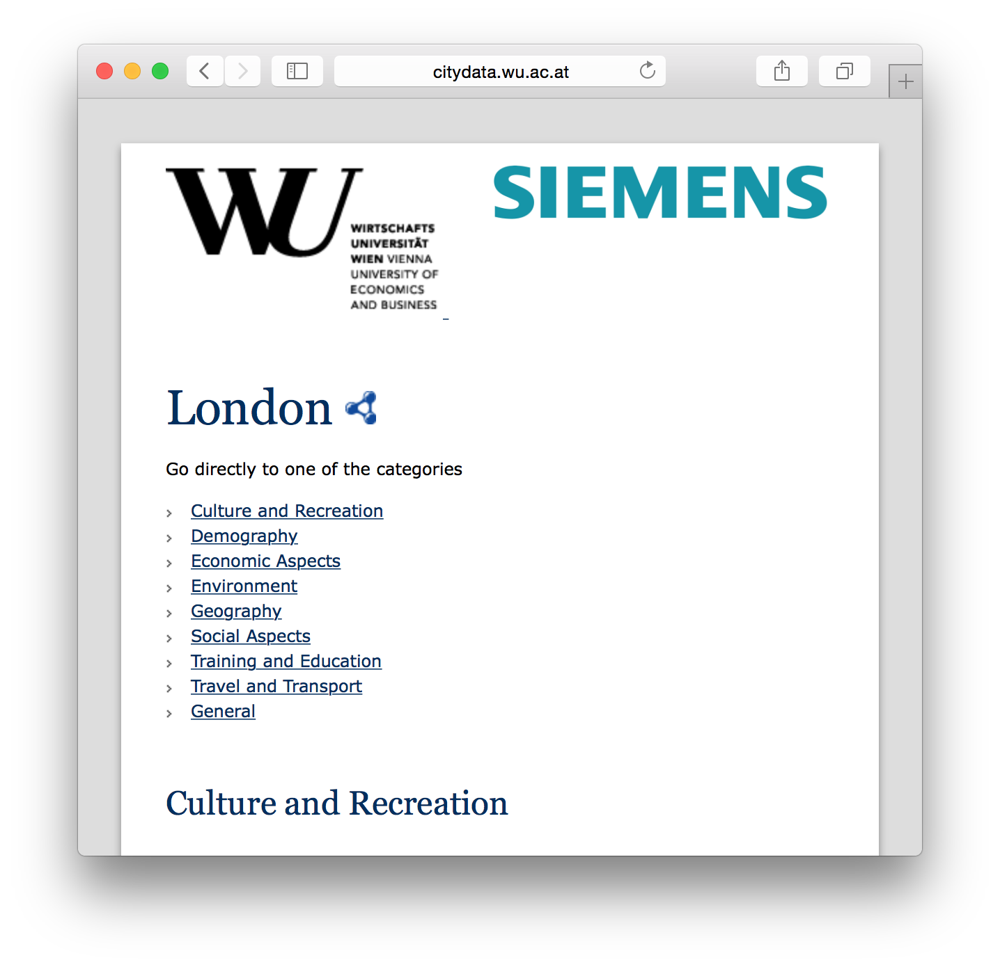 citydata.wu.ac.at
WU
WIRTSCHAFTS
UNIVERSITÄT
WIEN VIENNA
UNIVERSITY OF
ECONOMICS
AND BUSINESS
SIEMENS
London
Go directly to one of the categories
Culture and Recreation
Demography
Economic Aspects
Environment
Geography
Social Aspects
Training and Education
Travel and Transport
General
Culture and Recreation